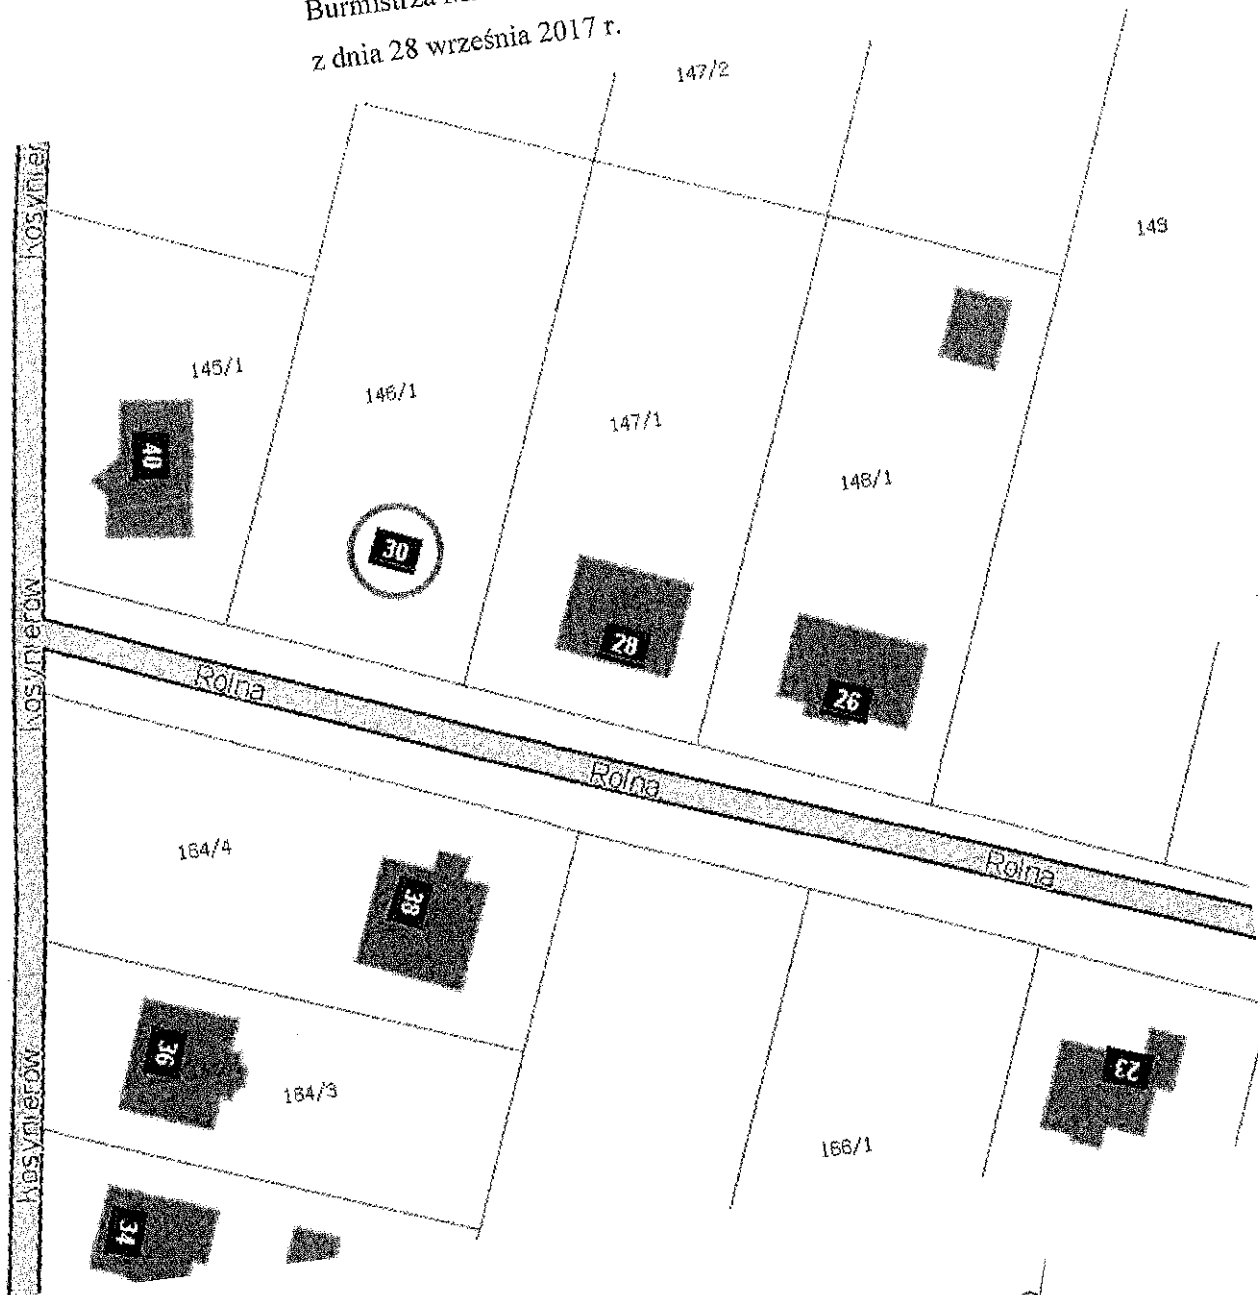 Burmistrza
z dnia 28 września 2017 r.
147/2
149
145/1
146/1
147/1
148/1
40
30
28
26
Kosynier
Kosynierów
Kosynierów
Rolna
Rolna
Rolna
164/4
38
36
164/3
23
166/1
34